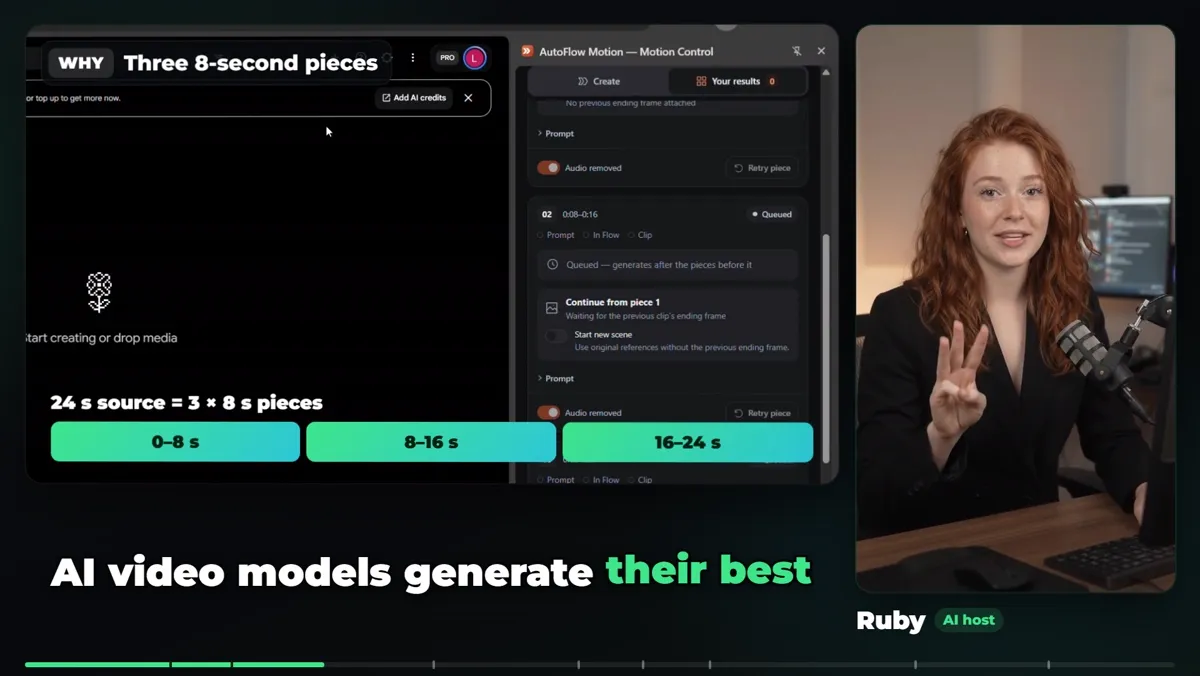 WHY Three 8-second pieces
PRO
L
or top up to get more now.
Add AI credits
Start creating or drop media
AutoFlow Motion — Motion Control
Create
Your results 0
No previous ending frame attached
Prompt
Audio removed
Retry piece
02 0:08–0:16
Queued
Prompt In Flow Clip
Queued — generates after the pieces before it
Continue from piece 1
Waiting for the previous clip's ending frame
Start new scene
Use original references without the previous ending frame.
Prompt
Audio removed
Retry piece
Prompt In Flow Clip
24 s source = 3 × 8 s pieces
0–8 s
8–16 s
16–24 s
AI video models generate their best
Ruby AI host